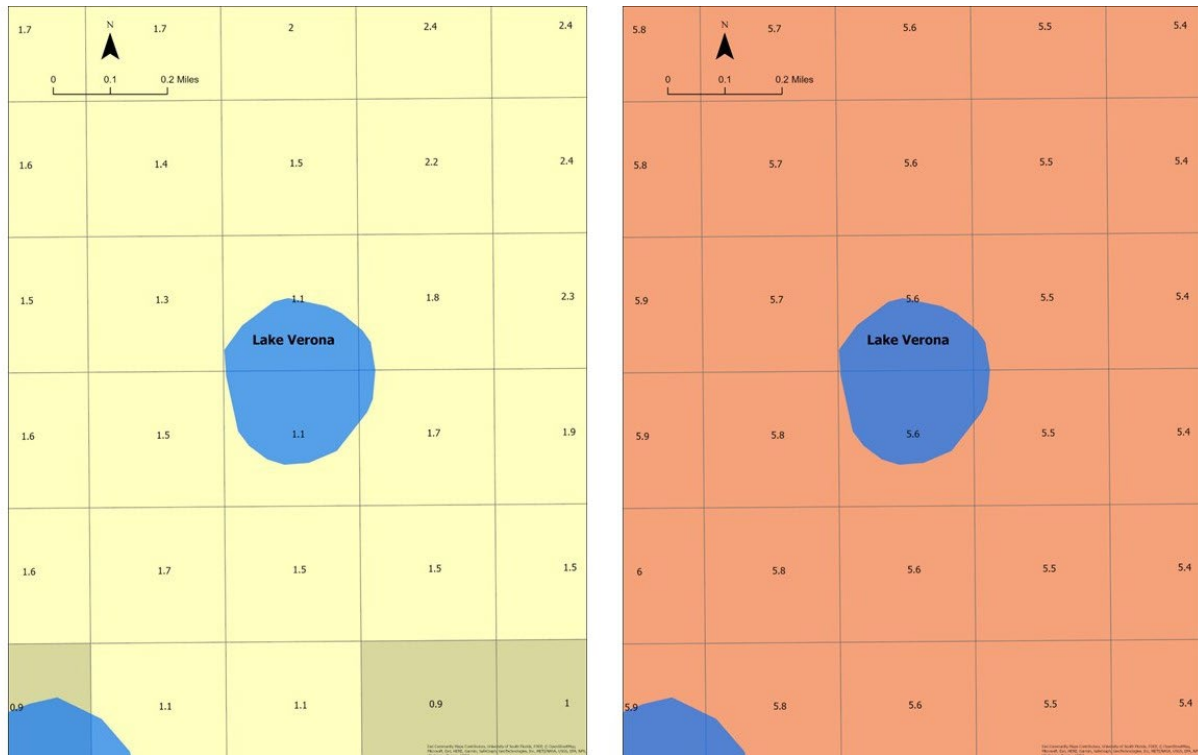 1.7 1.7 2 2.4 2.4
N
0 0.1 0.2 Miles
1.6 1.4 1.5 2.2 2.4
1.5 1.3 1.1 1.8 2.3
Lake Verona
1.6 1.5 1.1 1.7 1.9
1.6 1.7 1.5 1.5 1.5
0.9 1.1 1.1 0.9 1
5.8 5.7 5.6 5.5 5.4
N
0 0.1 0.2 Miles
5.8 5.7 5.6 5.5 5.4
5.9 5.7 5.6 5.5 5.4
Lake Verona
5.9 5.8 5.6 5.5 5.4
6 5.8 5.6 5.5 5.4
5.9 5.8 5.6 5.5 5.4